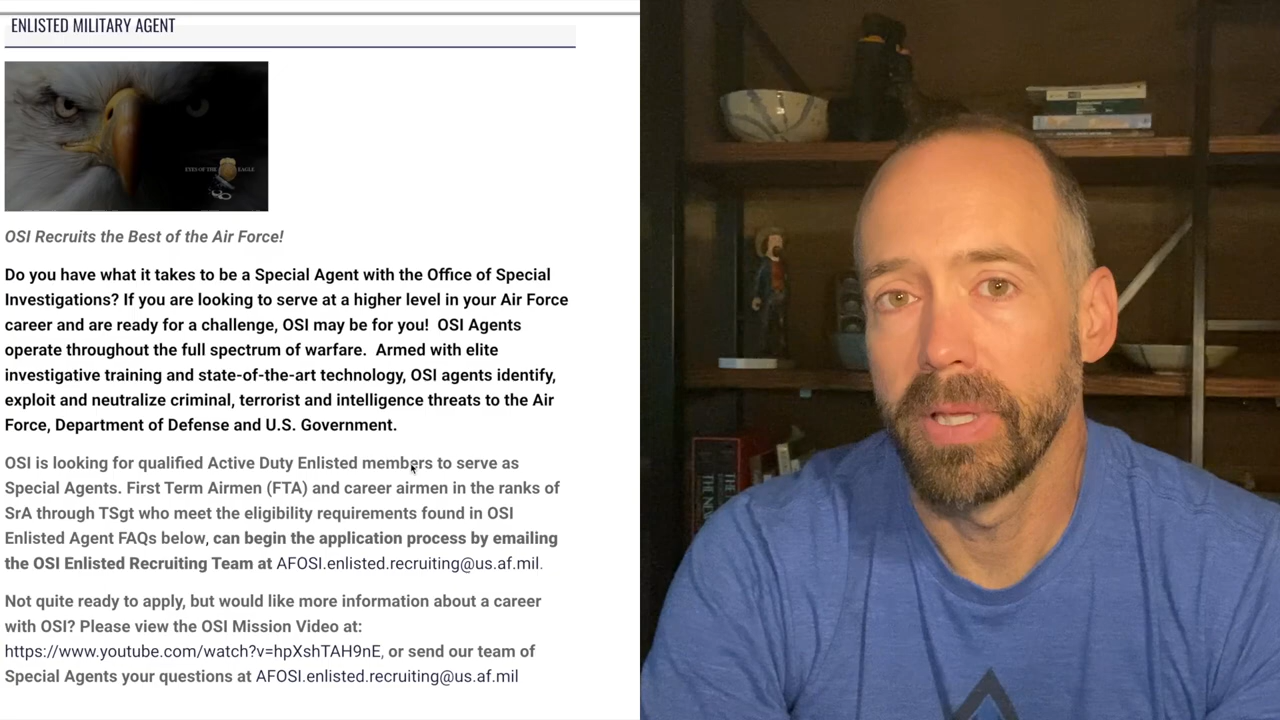 ENLISTED MILITARY AGENT
EYES OF THE EAGLE
OSI Recruits the Best of the Air Force!
Do you have what it takes to be a Special Agent with the Office of Special
Investigations? If you are looking to serve at a higher level in your Air Force
career and are ready for a challenge, OSI may be for you!  OSI Agents
operate throughout the full spectrum of warfare.  Armed with elite
investigative training and state-of-the-art technology, OSI agents identify,
exploit and neutralize criminal, terrorist and intelligence threats to the Air
Force, Department of Defense and U.S. Government.
OSI is looking for qualified Active Duty Enlisted members to serve as
Special Agents. First Term Airmen (FTA) and career airmen in the ranks of
SrA through TSgt who meet the eligibility requirements found in OSI
Enlisted Agent FAQs below, can begin the application process by emailing
the OSI Enlisted Recruiting Team at AFOSI.enlisted.recruiting@us.af.mil.
Not quite ready to apply, but would like more information about a career
with OSI? Please view the OSI Mission Video at:
https://www.youtube.com/watch?v=hpXshTAH9nE, or send our team of
Special Agents your questions at AFOSI.enlisted.recruiting@us.af.mil